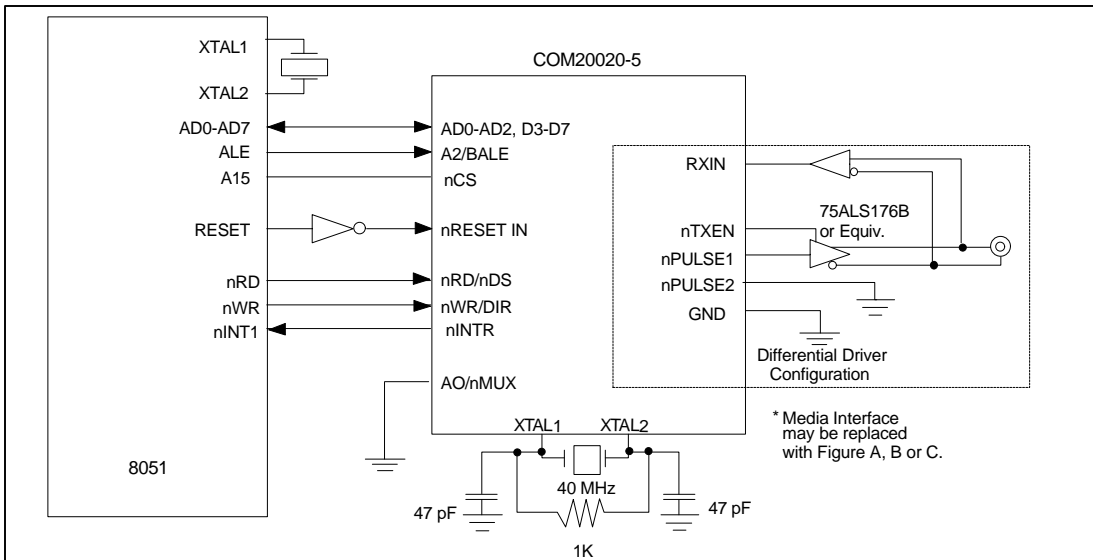 XTAL1
XTAL2
AD0-AD7
ALE
A15
RESET
nRD
nWR
nINT1
8051
COM20020-5
AD0-AD2, D3-D7
A2/BALE
nCS
nRESET IN
nRD/nDS
nWR/DIR
nINTR
AO/nMUX
RXIN
nTXEN
nPULSE1
nPULSE2
GND
75ALS176B
or Equiv.
Differential Driver
Configuration
* Media Interface
may be replaced
with Figure A, B or C.
XTAL1
XTAL2
40 MHz
47 pF
47 pF
1K